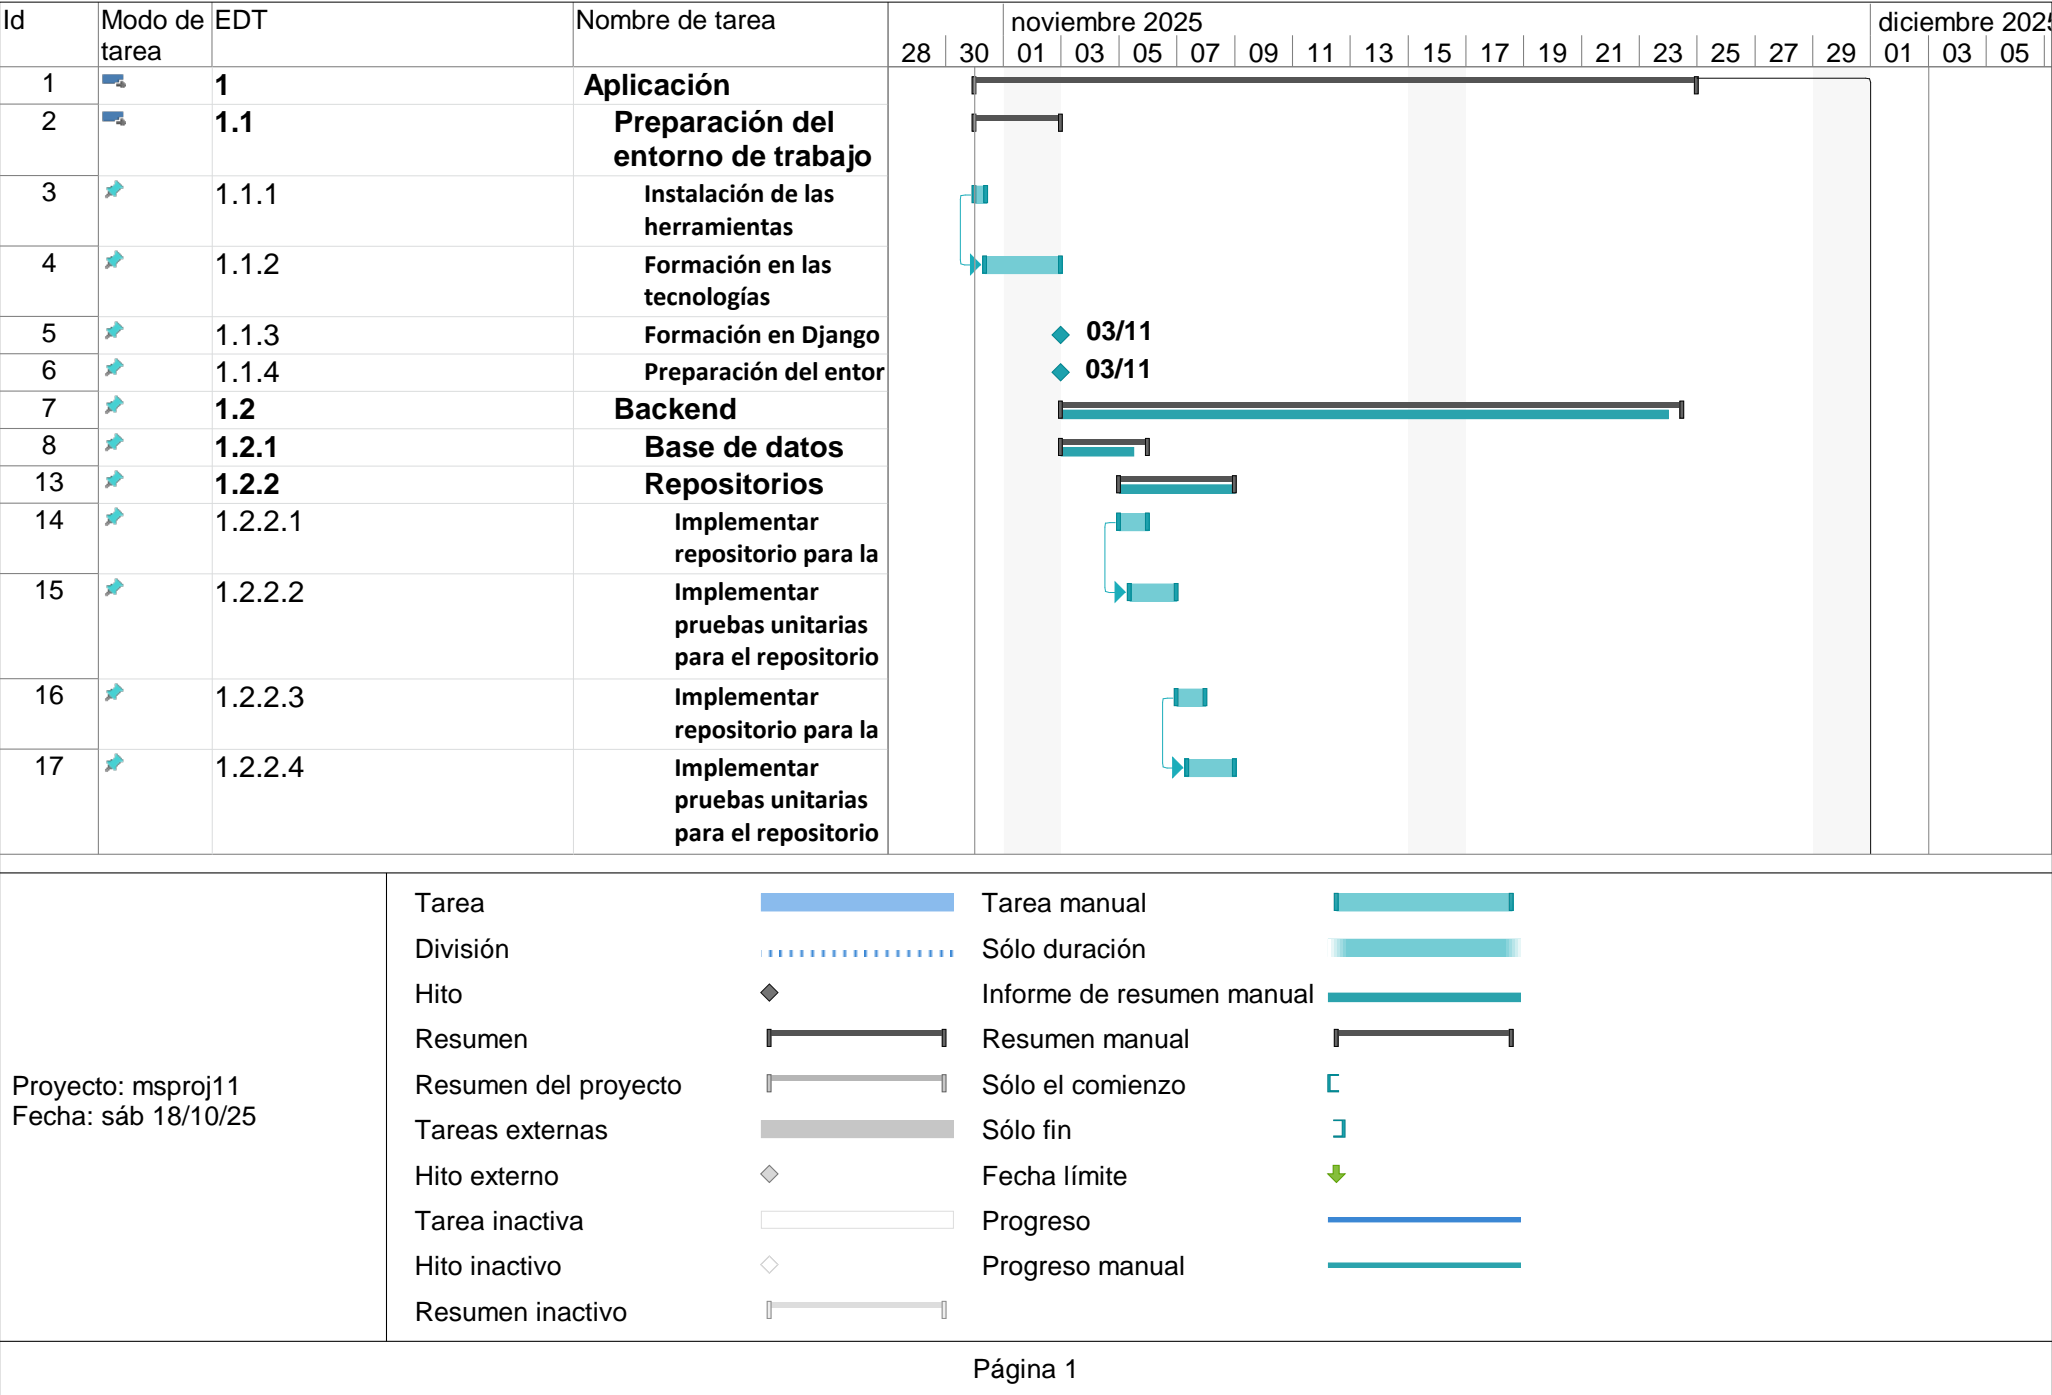 Id Modo de tarea EDT Nombre de tarea
noviembre 2025 diciembre 2025
28 30 01 03 05 07 09 11 13 15 17 19 21 23 25 27 29 01 03 05
1 1 Aplicación
2 1.1 Preparación del
entorno de trabajo
3 1.1.1 Instalación de las
herramientas
4 1.1.2 Formación en las
tecnologías
5 1.1.3 Formación en Django 03/11
6 1.1.4 Preparación del entor 03/11
7 1.2 Backend
8 1.2.1 Base de datos
13 1.2.2 Repositorios
14 1.2.2.1 Implementar
repositorio para la
15 1.2.2.2 Implementar
pruebas unitarias
para el repositorio
16 1.2.2.3 Implementar
repositorio para la
17 1.2.2.4 Implementar
pruebas unitarias
para el repositorio
Proyecto: msproj11
Fecha: sáb 18/10/25
Tarea
División
Hito
Resumen
Resumen del proyecto
Tareas externas
Hito externo
Tarea inactiva
Hito inactivo
Resumen inactivo
Tarea manual
Sólo duración
Informe de resumen manual
Resumen manual
Sólo el comienzo
Sólo fin
Fecha límite
Progreso
Progreso manual
Página 1